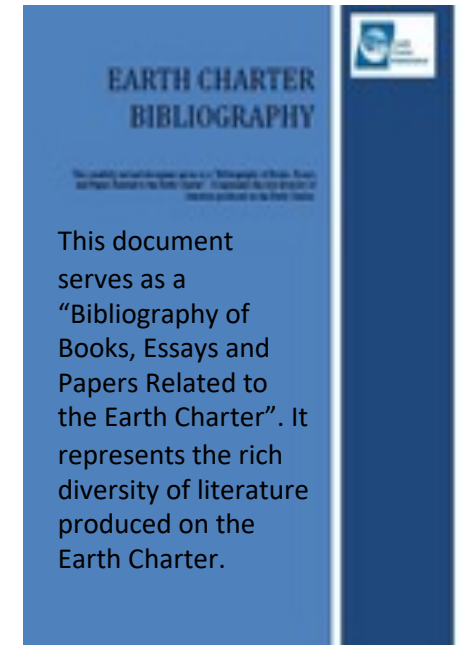 EARTH CHARTER
BIBLIOGRAPHY
This document
serves as a
“Bibliography of
Books, Essays and
Papers Related to
the Earth Charter”. It
represents the rich
diversity of literature
produced on the
Earth Charter.